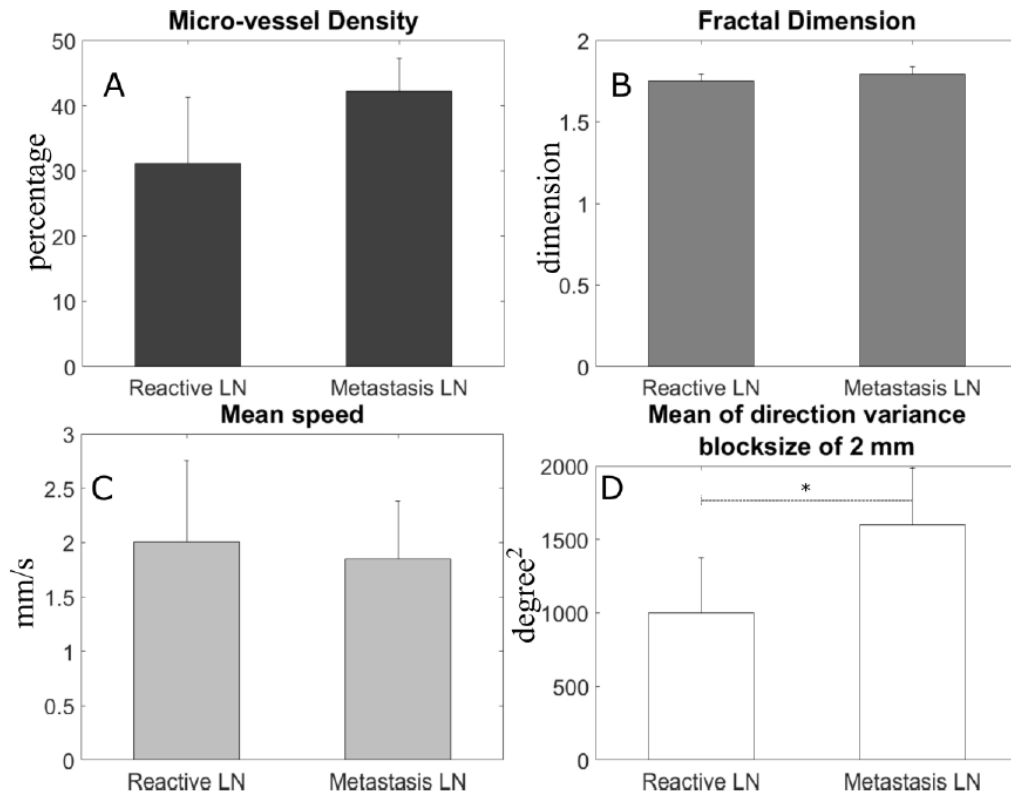 Micro-vessel Density
A
percentage
50
40
30
20
10
0
Reactive LN
Metastasis LN
Fractal Dimension
B
dimension
2
1.5
1
0.5
0
Reactive LN
Metastasis LN
Mean speed
C
mm/s
3
2.5
2
1.5
1
0.5
0
Reactive LN
Metastasis LN
Mean of direction variance
blocksize of 2 mm
D
*
degree²
2000
1500
1000
500
0
Reactive LN
Metastasis LN